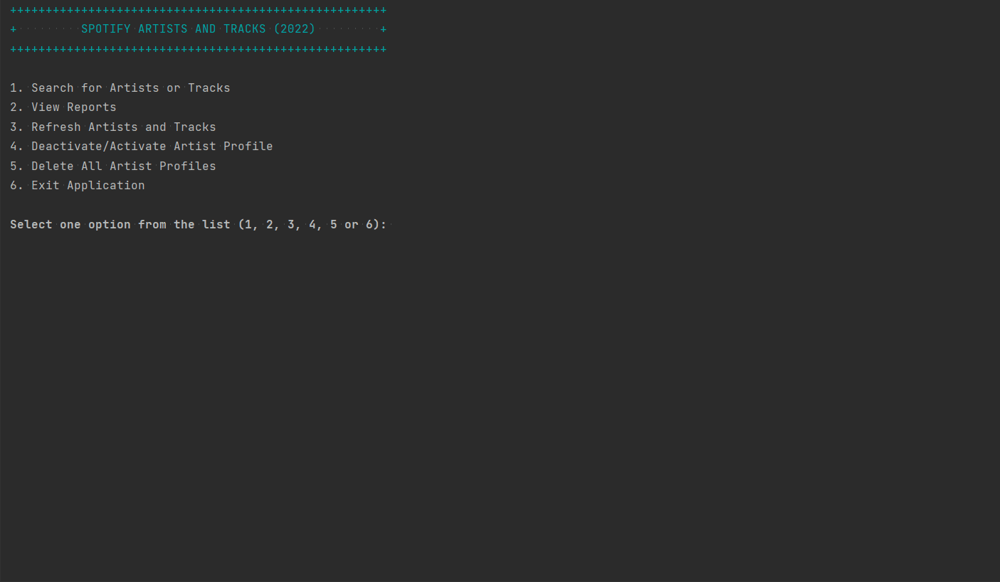 +++++++++++++++++++++++++++++++++++++++++++++++++++++
+         SPOTIFY ARTISTS AND TRACKS (2022)         +
+++++++++++++++++++++++++++++++++++++++++++++++++++++
1. Search for Artists or Tracks
2. View Reports
3. Refresh Artists and Tracks
4. Deactivate/Activate Artist Profile
5. Delete All Artist Profiles
6. Exit Application
Select one option from the list (1, 2, 3, 4, 5 or 6):